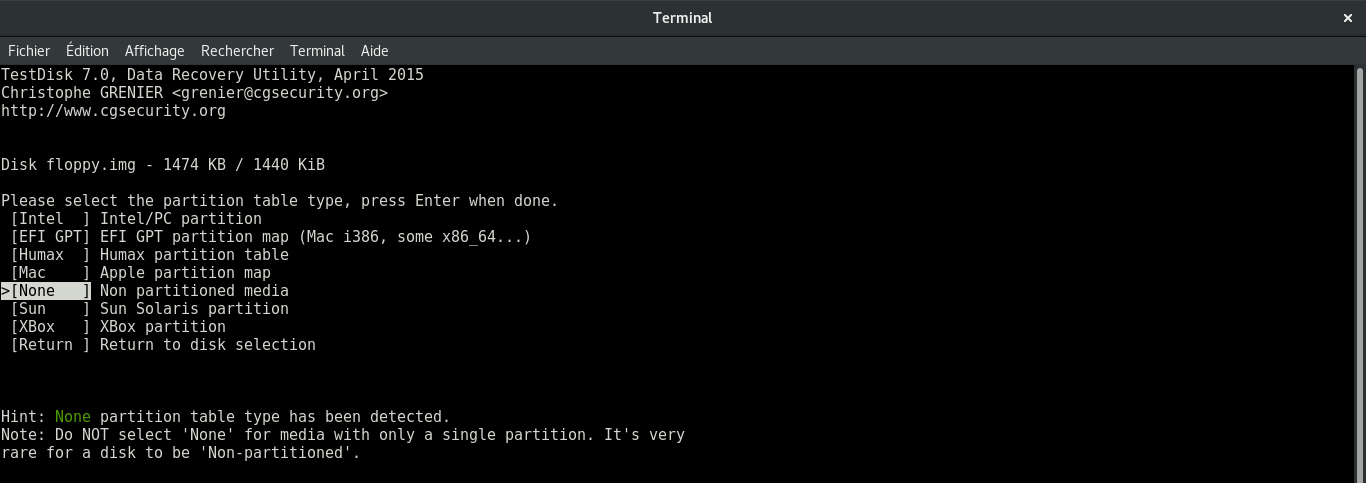 Terminal
Fichier Édition Affichage Rechercher Terminal Aide
TestDisk 7.0, Data Recovery Utility, April 2015
Christophe GRENIER <grenier@cgsecurity.org>
http://www.cgsecurity.org
Disk floppy.img - 1474 KB / 1440 KiB
Please select the partition table type, press Enter when done.
[Intel  ] Intel/PC partition
[EFI GPT] EFI GPT partition map (Mac i386, some x86_64...)
[Humax  ] Humax partition table
[Mac    ] Apple partition map
>[None   ] Non partitioned media
[Sun    ] Sun Solaris partition
[XBox   ] XBox partition
[Return ] Return to disk selection
Hint: None partition table type has been detected.
Note: Do NOT select 'None' for media with only a single partition. It's very
rare for a disk to be 'Non-partitioned'.